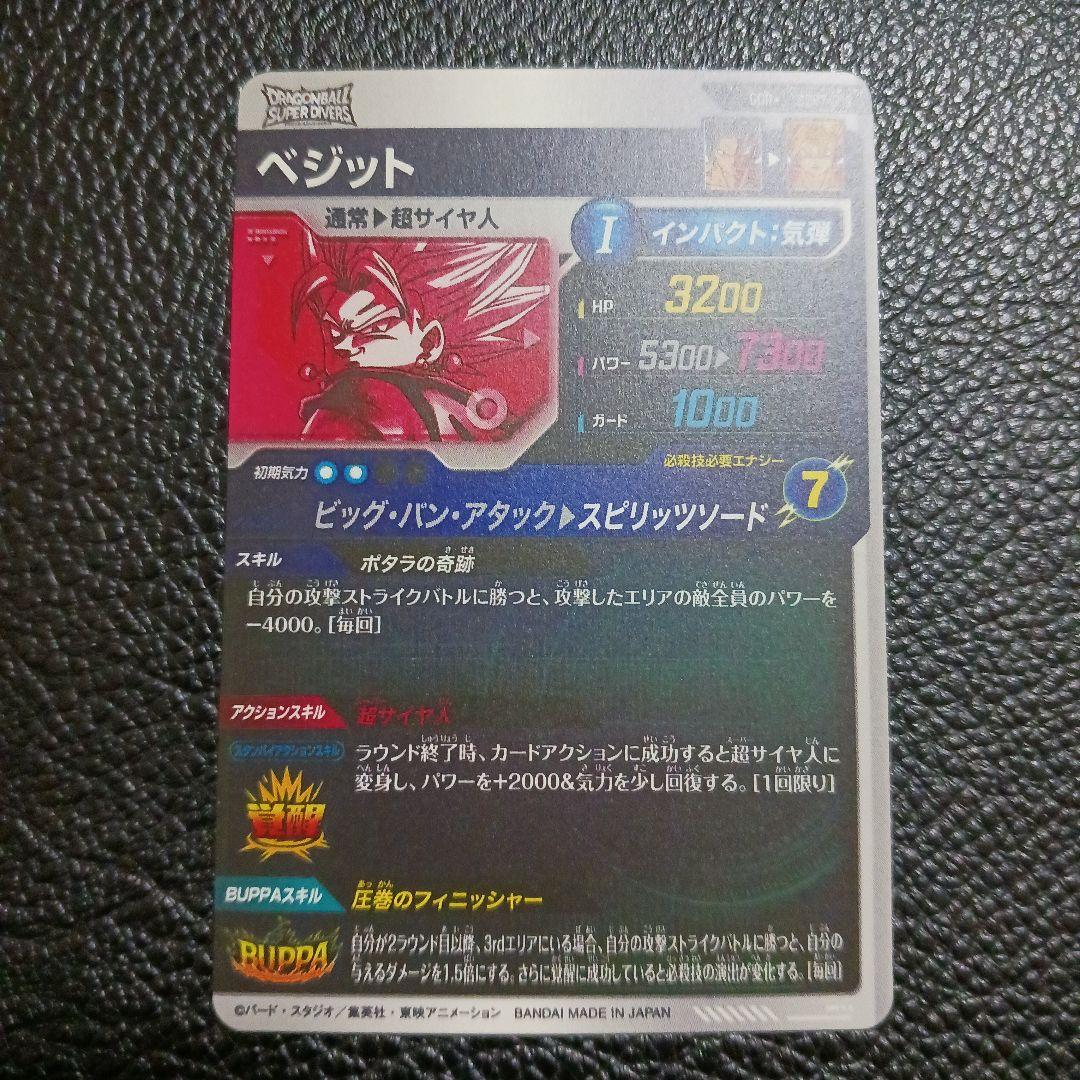 DRAGONBALL
SUPER DIVERS
ベジット
通常▶超サイヤ人
I インパクト:気弾
HP 3200
パワー 5300▶7300
ガード 1000
初期気力
必殺技必要エナジー
7
ビッグ・バン・アタック▶スピリッツソード
スキル ポタラの奇跡
自分の攻撃ストライクバトルに勝つと、攻撃したエリアの敵全員のパワーを
−4000。[毎回]
アクションスキル 超サイヤ人
スタンバイアクションスキル
ラウンド終了時、カードアクションに成功すると超サイヤ人に
変身し、パワーを+2000&気力を少し回復する。[1回限り]
覚醒
BUPPAスキル 圧巻のフィニッシャー
BUPPA
自分が2ラウンド目以降、3rdエリアにいる場合、自分の攻撃ストライクバトルに勝つと、自分の
与えるダメージを1.5倍にする。さらに覚醒に成功していると必殺技の演出が変化する。[毎回]
©バード・スタジオ/集英社・東映アニメーション BANDAI MADE IN JAPAN